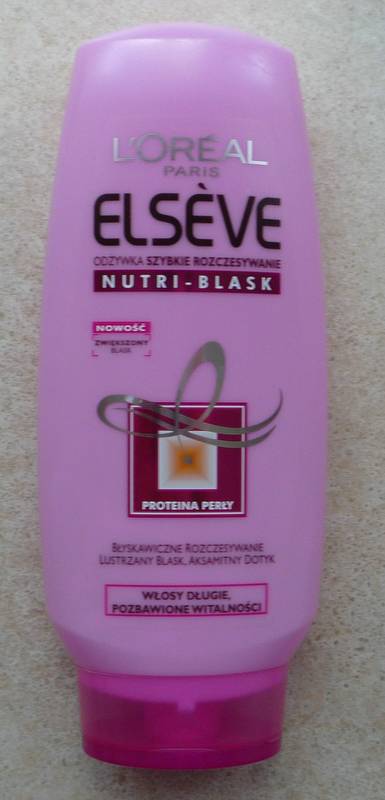 L'ORÉAL
PARIS
ELSÈVE
ODŻYWKA SZYBKIE ROZCZESYWANIE
NUTRI-BLASK
NOWOŚĆ
ZWIĘKSZONY
BLASK
PROTEINA PERŁY
BŁYSKAWICZNE ROZCZESYWANIE
LUSTRZANY BLASK, AKSAMITNY DOTYK
WŁOSY DŁUGIE,
POZBAWIONE WITALNOŚCI